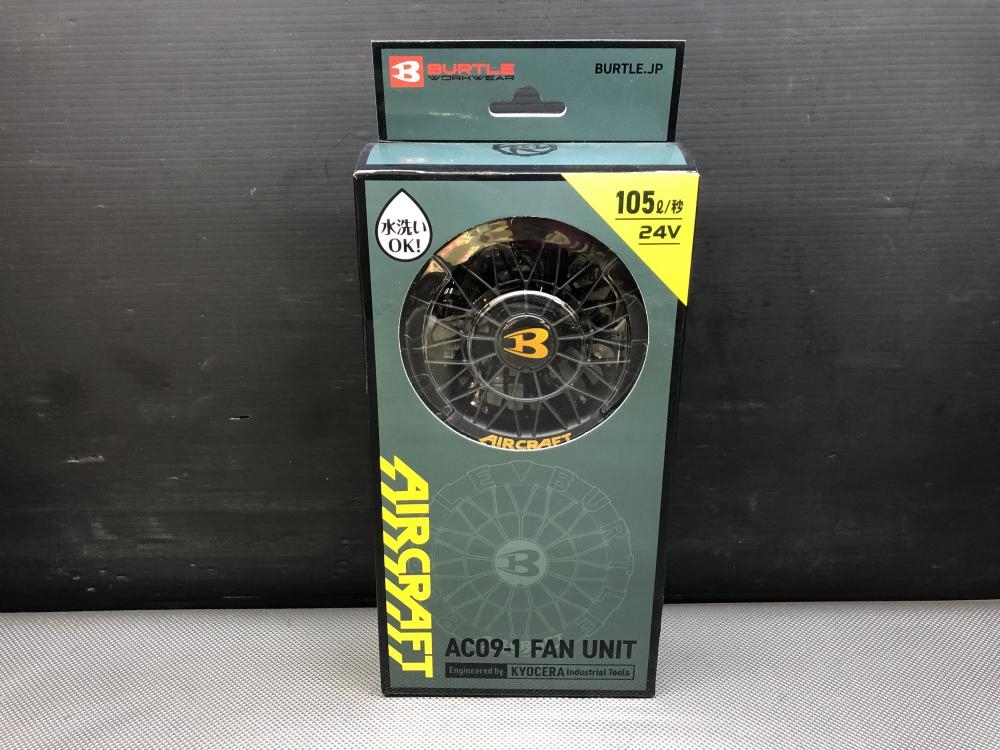 B BURTLE
WORKWEAR
BURTLE.JP
105ℓ/秒
24V
水洗い
OK!
B
AIRCRAFT
AIRCRAFT
B
AC09-1 FAN UNIT
Engineered by KYOCERA Industrial Tools